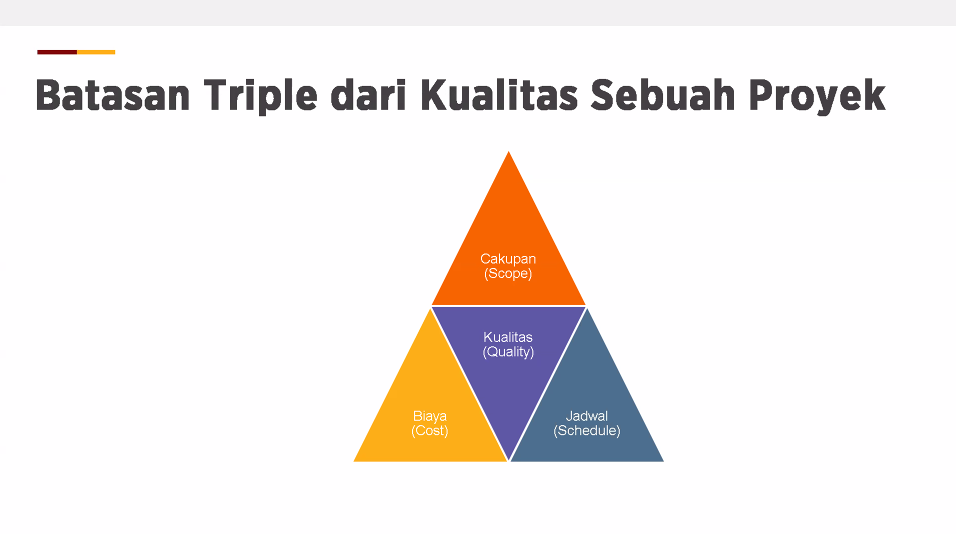 Batasan Triple dari Kualitas Sebuah Proyek
Cakupan
(Scope)
Kualitas
(Quality)
Biaya
(Cost)
Jadwal
(Schedule)